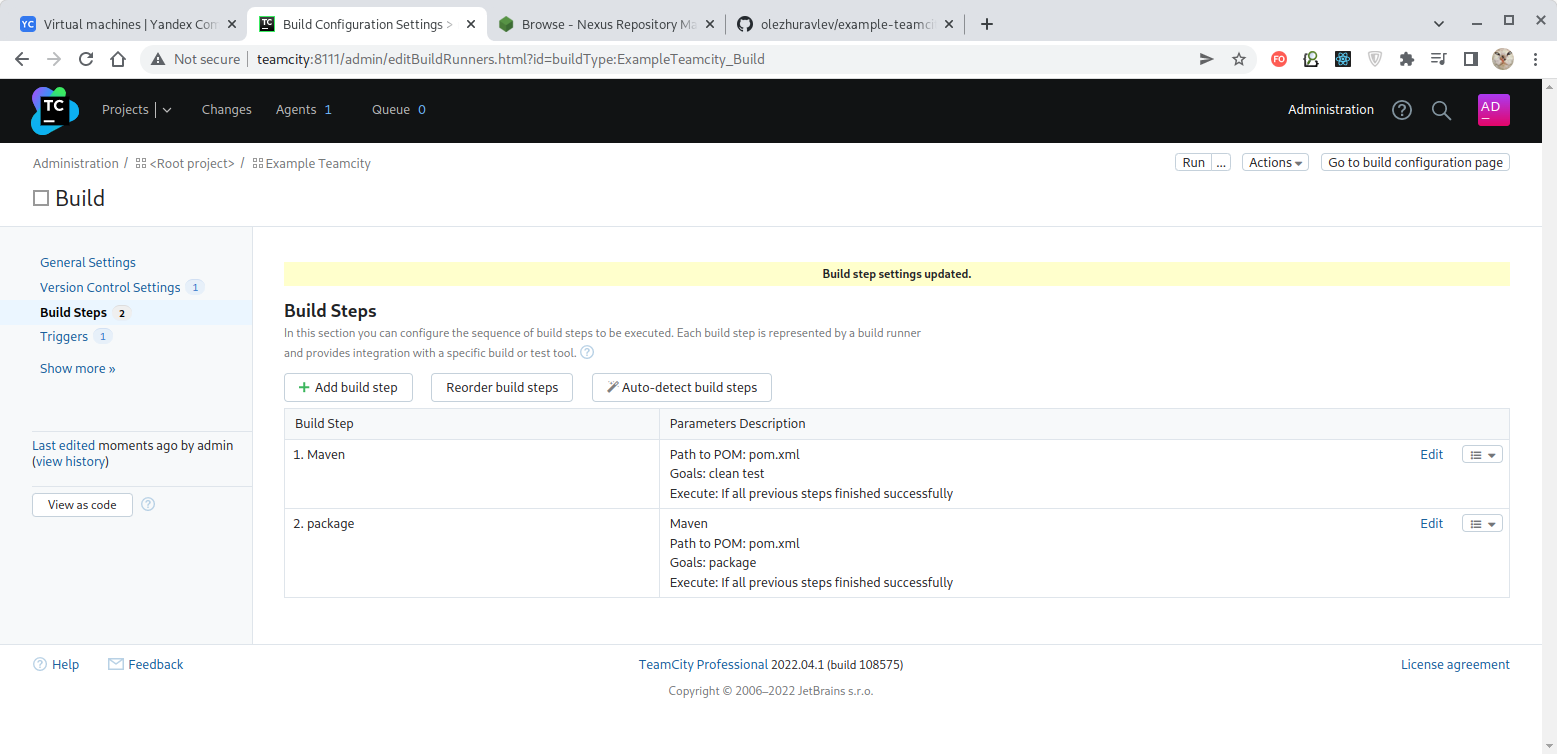 YC Virtual machines | Yandex Com
TC Build Configuration Settings >
Browse - Nexus Repository Ma
olezhuravlev/example-teamci
Not secure teamcity:8111/admin/editBuildRunners.html?id=buildType:ExampleTeamcity_Build
FO
TC Projects Changes Agents 1 Queue 0 Administration AD
Administration / <Root project> / Example Teamcity Run ... Actions Go to build configuration page
Build
General Settings
Version Control Settings 1
Build Steps 2
Triggers 1
Show more »
Last edited moments ago by admin
(view history)
View as code ?
Build step settings updated.
Build Steps
In this section you can configure the sequence of build steps to be executed. Each build step is represented by a build runner
and provides integration with a specific build or test tool. ?
+ Add build step Reorder build steps Auto-detect build steps
Build Step Parameters Description
1. Maven Path to POM: pom.xml Edit
Goals: clean test
Execute: If all previous steps finished successfully
2. package Maven Edit
Path to POM: pom.xml
Goals: package
Execute: If all previous steps finished successfully
? Help Feedback TeamCity Professional 2022.04.1 (build 108575) License agreement
Copyright © 2006–2022 JetBrains s.r.o.